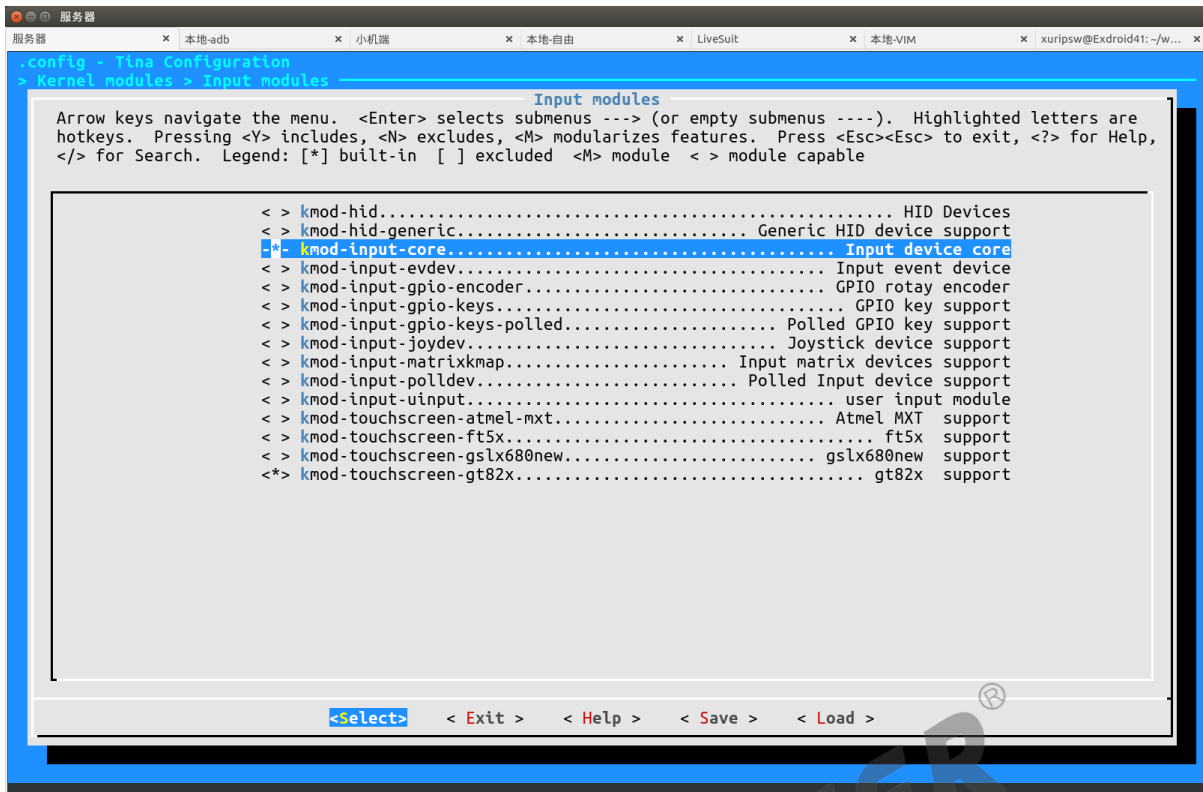 服务器
服务器 × 本地-adb × 小机端 × 本地-自由 × LiveSuit × 本地-VIM × xuripsw@Exdroid41: ~/w... ×
.config - Tina Configuration
> Kernel modules > Input modules
Input modules
Arrow keys navigate the menu.  <Enter> selects submenus ---> (or empty submenus ----).  Highlighted letters are
hotkeys.  Pressing <Y> includes, <N> excludes, <M> modularizes features.  Press <Esc><Esc> to exit, <?> for Help,
</> for Search.  Legend: [*] built-in  [ ] excluded  <M> module  < > module capable
< > kmod-hid..................................................... HID Devices
< > kmod-hid-generic.............................. Generic HID device support
-*- kmod-input-core........................................ Input device core
< > kmod-input-evdev...................................... Input event device
< > kmod-input-gpio-encoder............................... GPIO rotay encoder
< > kmod-input-gpio-keys.................................... GPIO key support
< > kmod-input-gpio-keys-polled...................... Polled GPIO key support
< > kmod-input-joydev................................ Joystick device support
< > kmod-input-matrixkmap....................... Input matrix devices support
< > kmod-input-polldev........................... Polled Input device support
< > kmod-input-uinput...................................... user input module
< > kmod-touchscreen-atmel-mxt............................ Atmel MXT  support
< > kmod-touchscreen-ft5x...................................... ft5x  support
< > kmod-touchscreen-gslx680new.......................... gslx680new  support
<*> kmod-touchscreen-gt82x.................................... gt82x  support
<Select>    < Exit >    < Help >    < Save >    < Load >
®